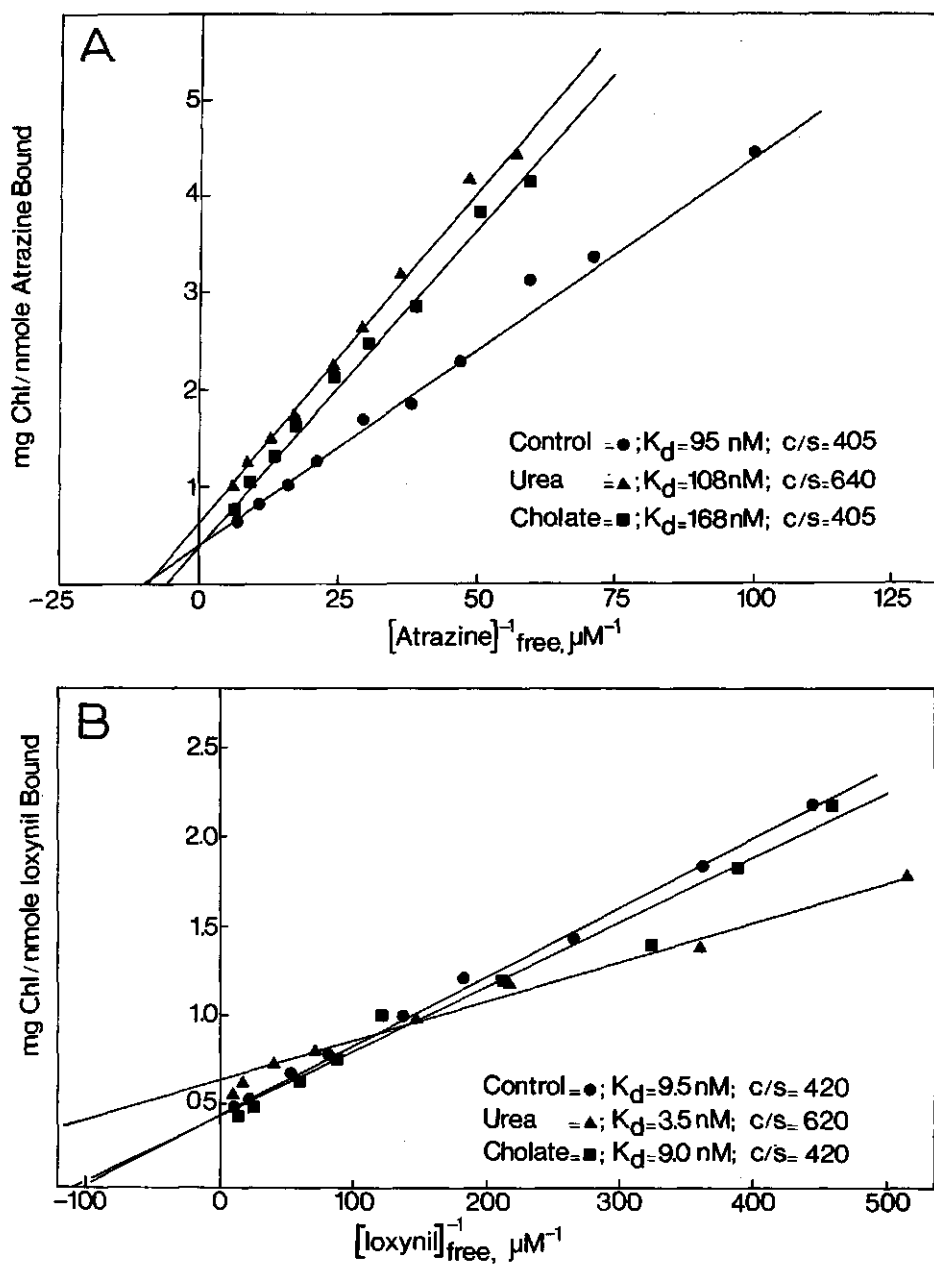 A
mg Chl/nmole Atrazine Bound
5
4
3
2
1
Control =●; Kd=95 nM; c/s=405
Urea =▲; Kd=108nM; c/s=640
Cholate=■; Kd=168nM; c/s=405
-25 0 25 50 75 100 125
[Atrazine]⁻¹free, µM⁻¹
B
mg Chl/nmole Ioxynil Bound
2.5
2.0
1.5
1.0
05
Control=●; Kd=9.5nM; c/s=420
Urea =▲; Kd=3.5nM; c/s=620
Cholate=■; Kd=9.0 nM; c/s=420
-100 0 100 200 300 400 500
[Ioxynil]⁻¹free, µM⁻¹